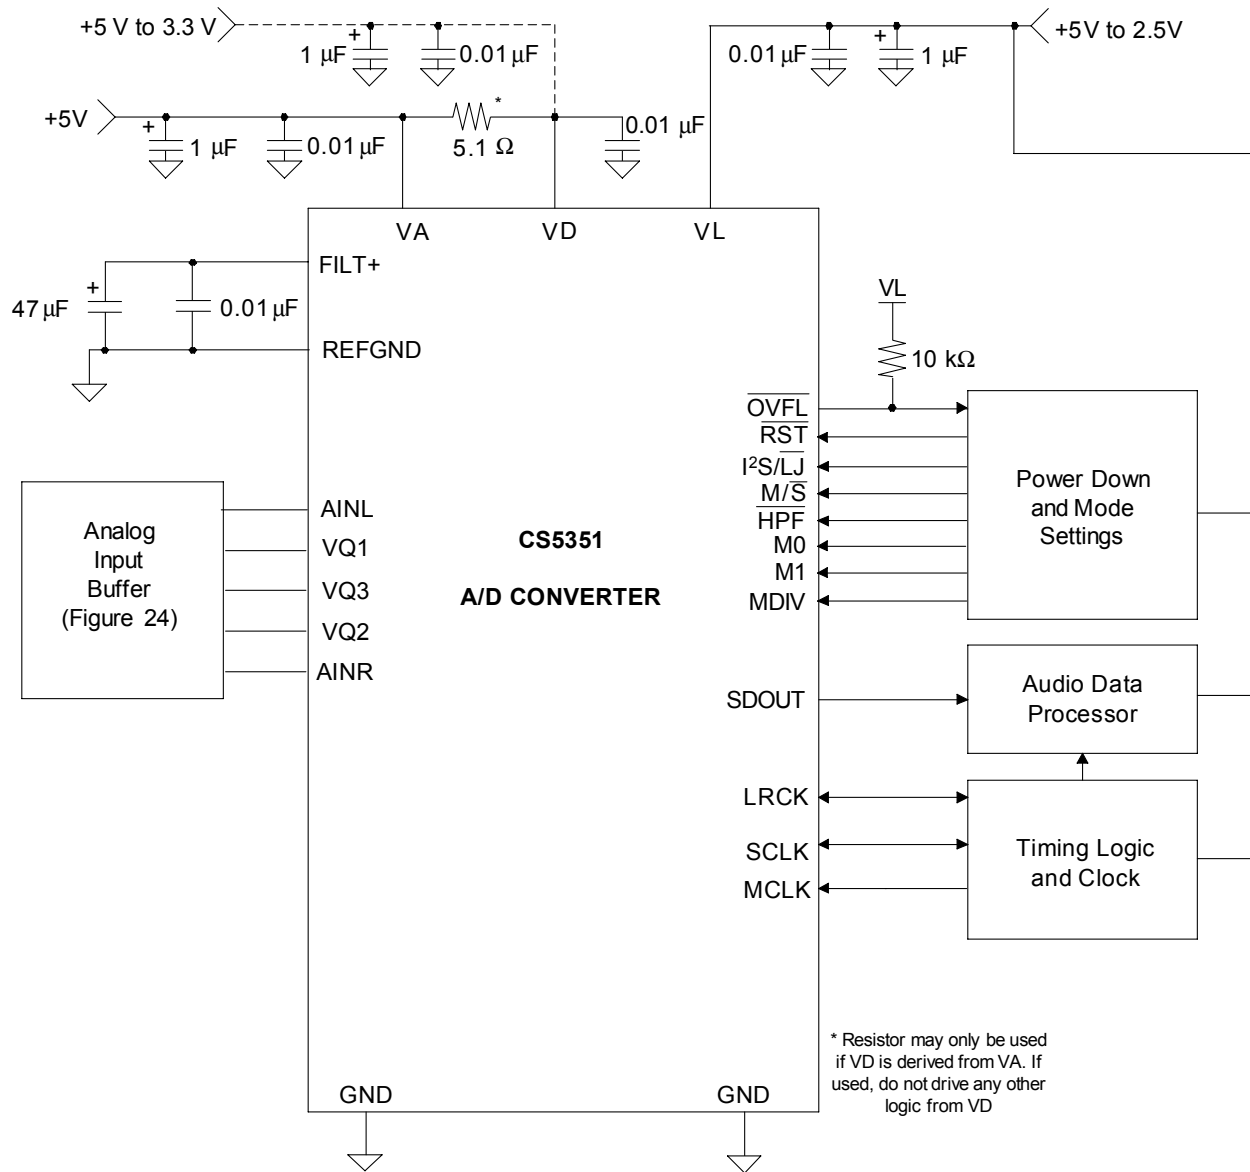 +5 V to 3.3 V
+
1 µF
0.01 µF
0.01 µF
+
1 µF
+5V to 2.5V
+5V
+
1 µF
0.01 µF
*
5.1 Ω
0.01 µF
VA
VD
VL
FILT+
+
47 µF
0.01 µF
REFGND
VL
10 kΩ
OVFL
RST
I²S/LJ
M/S
HPF
M0
M1
MDIV
Power Down
and Mode
Settings
Analog
Input
Buffer
(Figure 24)
AINL
VQ1
VQ3
VQ2
AINR
CS5351
A/D CONVERTER
SDOUT
Audio Data
Processor
LRCK
SCLK
MCLK
Timing Logic
and Clock
* Resistor may only be used
if VD is derived from VA. If
used, do not drive any other
logic from VD
GND
GND